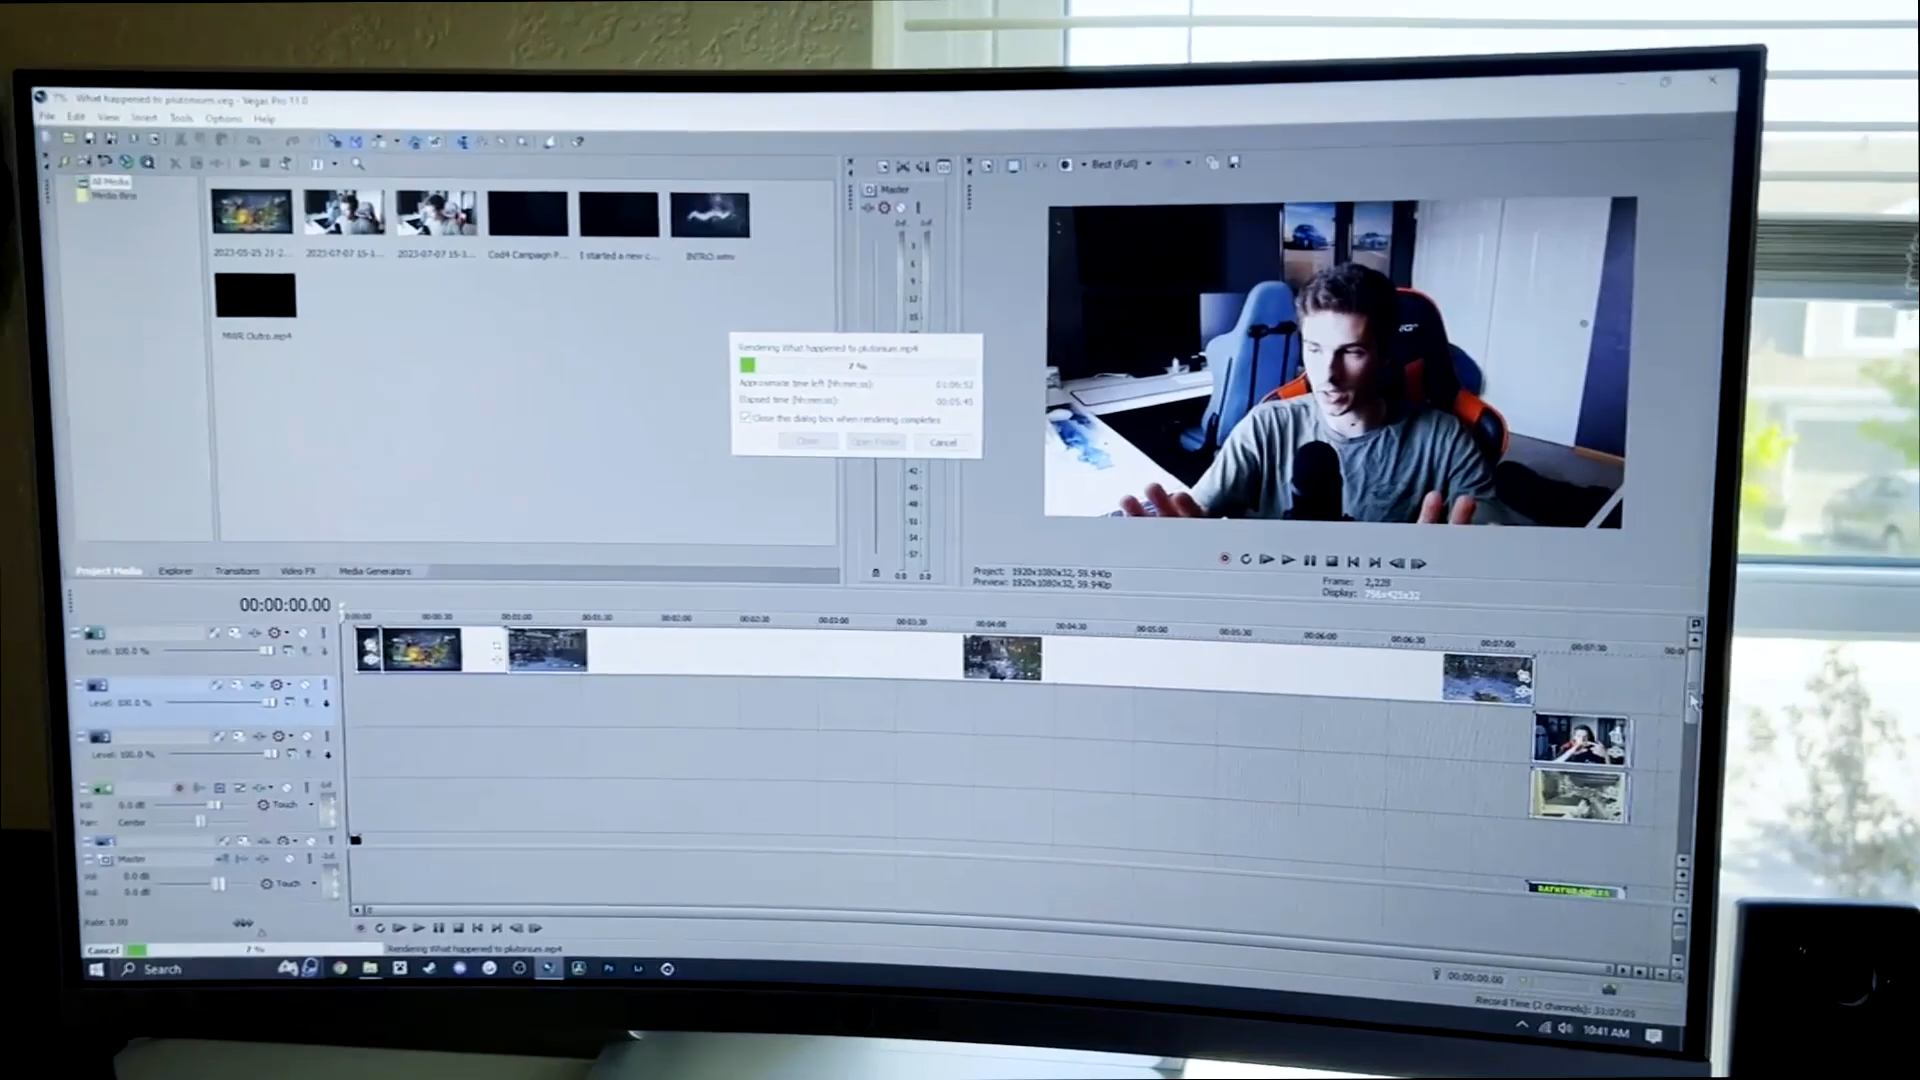 7% What happened to plutonium.veg - Vegas Pro 11.0
File Edit View Insert Tools Options Help
Best (Full)
All Media
Media Bins
Master
2023-05-25 21-2...
2023-07-07 15-1...
2023-07-07 15-3...
Cod4 Campaign P...
I started a new c...
INTRO.wmv
MWR Outro.mp4
Rendering What happened to plutonium.mp4
7 %
Approximate time left (hh:mm:ss): 01:06:52
Elapsed time (hh:mm:ss): 00:05:45
Close this dialog box when rendering completes
Close Open Folder Cancel
Project Media Explorer Transitions Video FX Media Generators
Project: 1920x1080x32, 59.940p
Preview: 1920x1080x32, 59.940p
Frame: 2,228
Display: 756x425x32
00:00:00.00
00:00:30 00:01:00 00:01:30 00:02:00 00:02:30 00:03:00 00:03:30 00:04:00 00:04:30 00:05:00 00:05:30 00:06:00 00:06:30 00:07:00 00:07:30
Level: 100.0 %
Level: 100.0 %
Level: 100.0 %
0.0 dB Touch
Pan: Center
Master
0.0 dB Touch
0.0 dB
Rate: 0.00
Cancel 7 % Rendering What happened to plutonium.mp4
00:00:00.00
Record Time (2 channels): 31:07:05
Search
10:41 AM